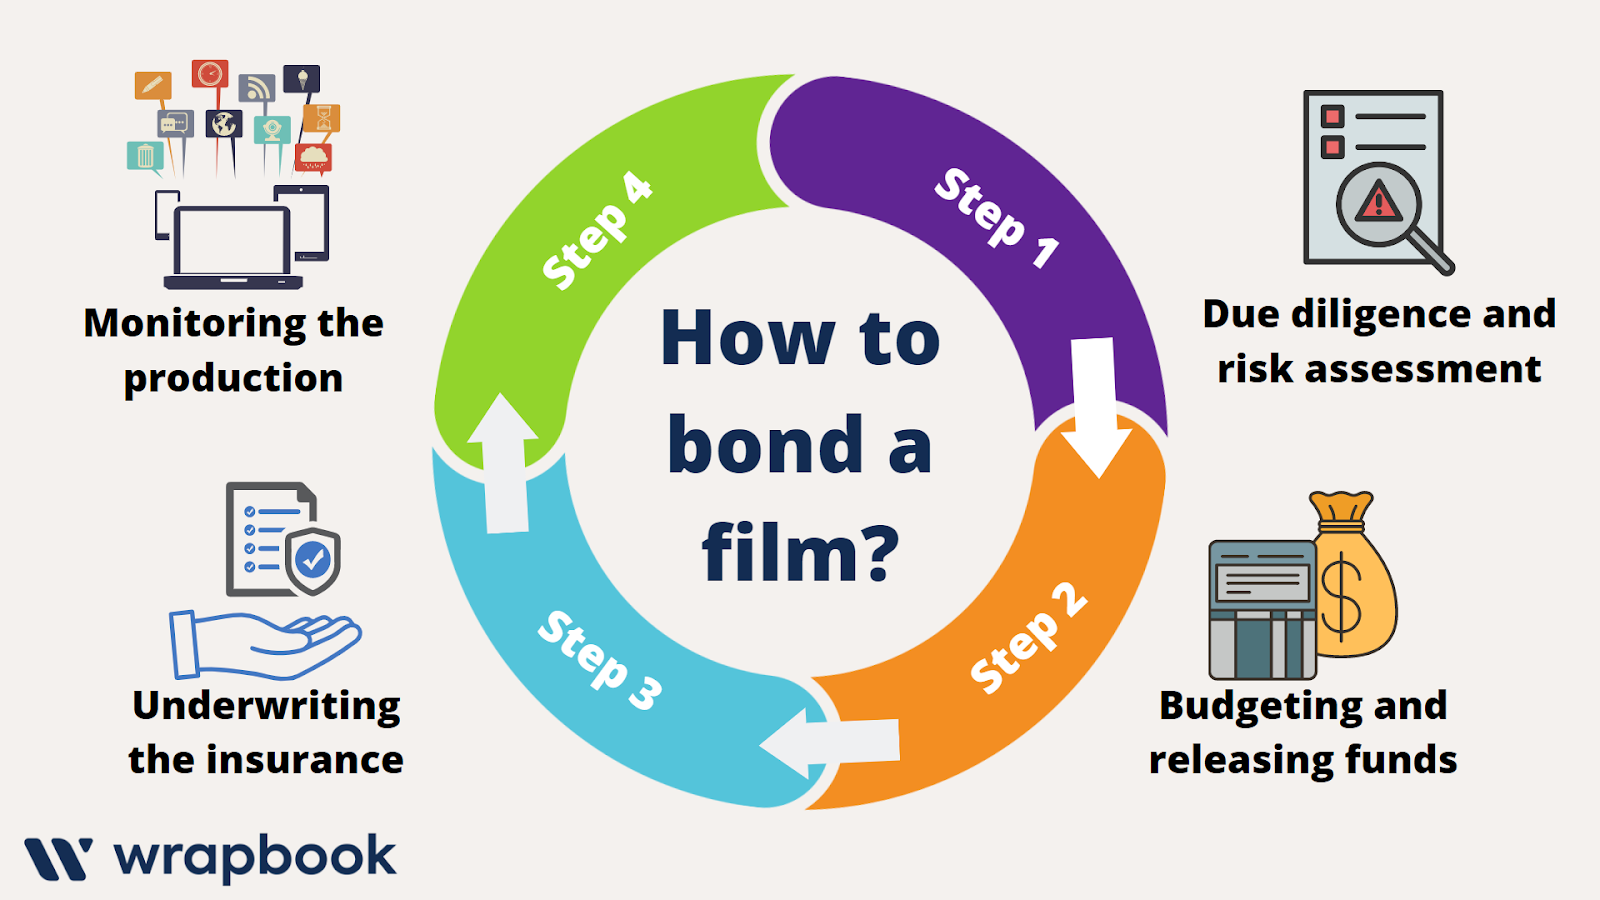 How to
bond a
film?
Step 1
Due diligence and
risk assessment
Step 2
Budgeting and
releasing funds
Step 3
Underwriting
the insurance
Step 4
Monitoring the
production
$
wrapbook